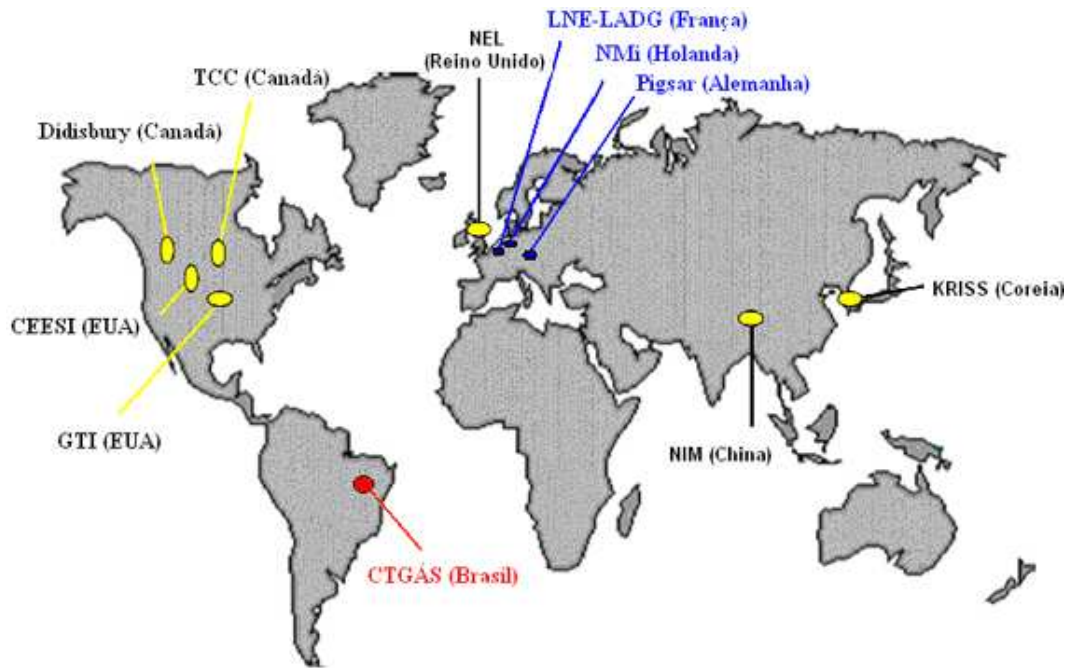 LNE-LADG (França)
NEL
(Reino Unido)
NMi (Holanda)
TCC (Canadá)
Pigsar (Alemanha)
Didisbury (Canadá)
KRISS (Coreia)
CEESI (EUA)
GTI (EUA)
NIM (China)
CTGÁS (Brasil)